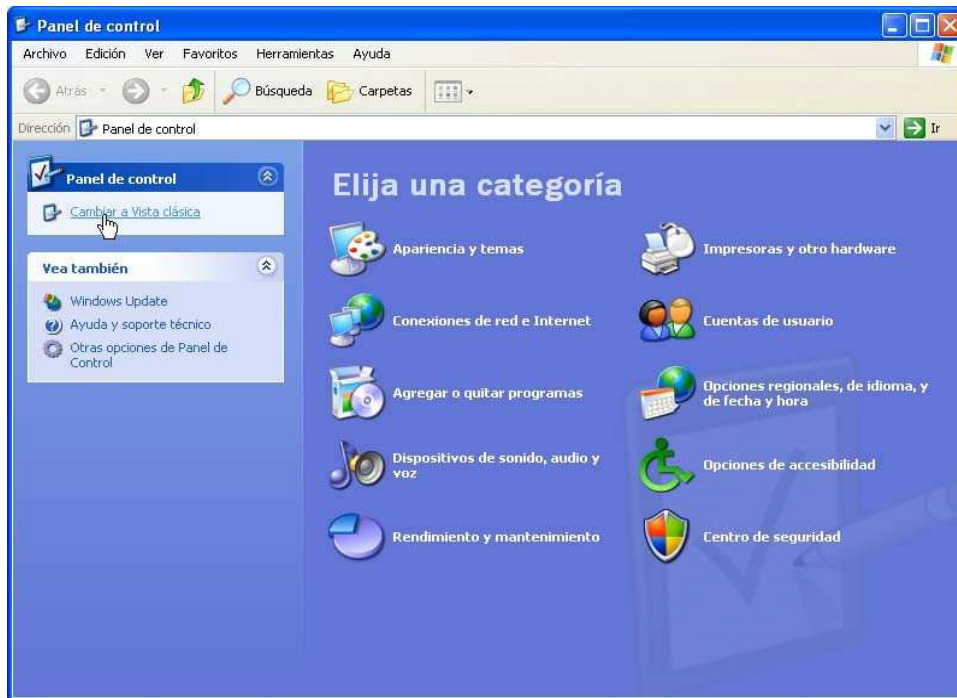 Panel de control
Archivo Edición Ver Favoritos Herramientas Ayuda
Atrás Búsqueda Carpetas
Dirección Panel de control Ir
Panel de control
Cambiar a Vista clásica
Vea también
Windows Update
Ayuda y soporte técnico
Otras opciones de Panel de
Control
Elija una categoría
Apariencia y temas
Impresoras y otro hardware
Conexiones de red e Internet
Cuentas de usuario
Agregar o quitar programas
Opciones regionales, de idioma, y
de fecha y hora
Dispositivos de sonido, audio y
voz
Opciones de accesibilidad
Rendimiento y mantenimiento
Centro de seguridad